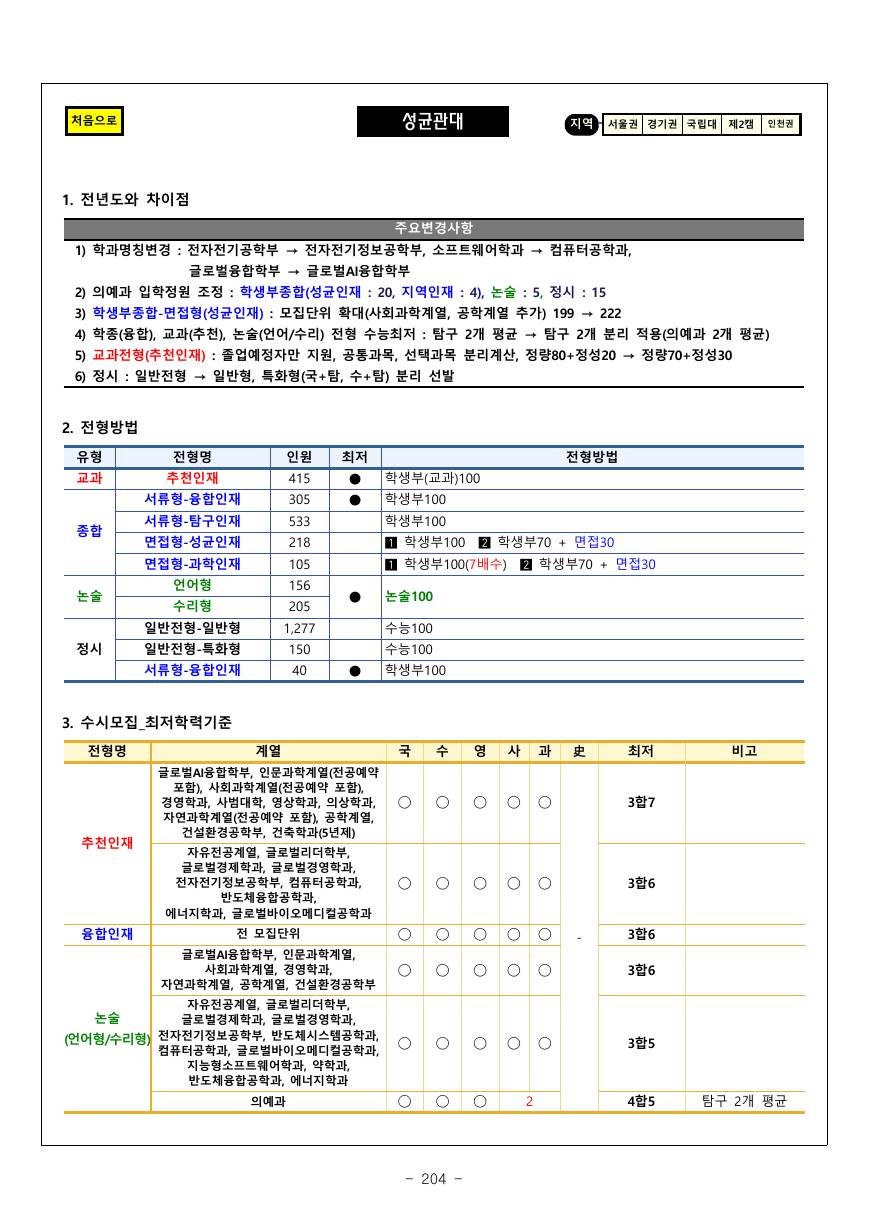 처음으로
성균관대
지역 서울권 경기권 국립대 제2캠 인천권
1. 전년도와 차이점
주요변경사항
1) 학과명칭변경 : 전자전기공학부 → 전자전기정보공학부, 소프트웨어학과 → 컴퓨터공학과,
글로벌융합학부 → 글로벌AI융합학부
2) 의예과 입학정원 조정 : 학생부종합(성균인재 : 20, 지역인재 : 4), 논술 : 5, 정시 : 15
3) 학생부종합-면접형(성균인재) : 모집단위 확대(사회과학계열, 공학계열 추가) 199 → 222
4) 학종(융합), 교과(추천), 논술(언어/수리) 전형 수능최저 : 탐구 2개 평균 → 탐구 2개 분리 적용(의예과 2개 평균)
5) 교과전형(추천인재) : 졸업예정자만 지원, 공통과목, 선택과목 분리계산, 정량80+정성20 → 정량70+정성30
6) 정시 : 일반전형 → 일반형, 특화형(국+탐, 수+탐) 분리 선발
2. 전형방법
유형 전형명 인원 최저 전형방법
교과 추천인재 415 ● 학생부(교과)100
종합 서류형-융합인재 305 ● 학생부100
서류형-탐구인재 533 학생부100
면접형-성균인재 218 1 학생부100 2 학생부70 + 면접30
면접형-과학인재 105 1 학생부100(7배수) 2 학생부70 + 면접30
논술 언어형 156 ● 논술100
수리형 205
정시 일반전형-일반형 1,277 수능100
일반전형-특화형 150 수능100
서류형-융합인재 40 ● 학생부100
3. 수시모집_최저학력기준
전형명 계열 국 수 영 사 과 史 최저 비고
추천인재
글로벌AI융합학부, 인문과학계열(전공예약
포함), 사회과학계열(전공예약 포함),
경영학과, 사범대학, 영상학과, 의상학과,
자연과학계열(전공예약 포함), 공학계열,
건설환경공학부, 건축학과(5년제)
○ ○ ○ ○ ○ 3합7
자유전공계열, 글로벌리더학부,
글로벌경제학과, 글로벌경영학과,
전자전기정보공학부, 컴퓨터공학과,
반도체융합공학과,
에너지학과, 글로벌바이오메디컬공학과
○ ○ ○ ○ ○ 3합6
융합인재 전 모집단위 ○ ○ ○ ○ ○ - 3합6
논술
(언어형/수리형)
글로벌AI융합학부, 인문과학계열,
사회과학계열, 경영학과,
자연과학계열, 공학계열, 건설환경공학부
○ ○ ○ ○ ○ 3합6
자유전공계열, 글로벌리더학부,
글로벌경제학과, 글로벌경영학과,
전자전기정보공학부, 반도체시스템공학과,
컴퓨터공학과, 글로벌바이오메디컬공학과,
지능형소프트웨어학과, 약학과,
반도체융합공학과, 에너지학과
○ ○ ○ ○ ○ 3합5
의예과 ○ ○ ○ 2 4합5 탐구 2개 평균
- 204 -